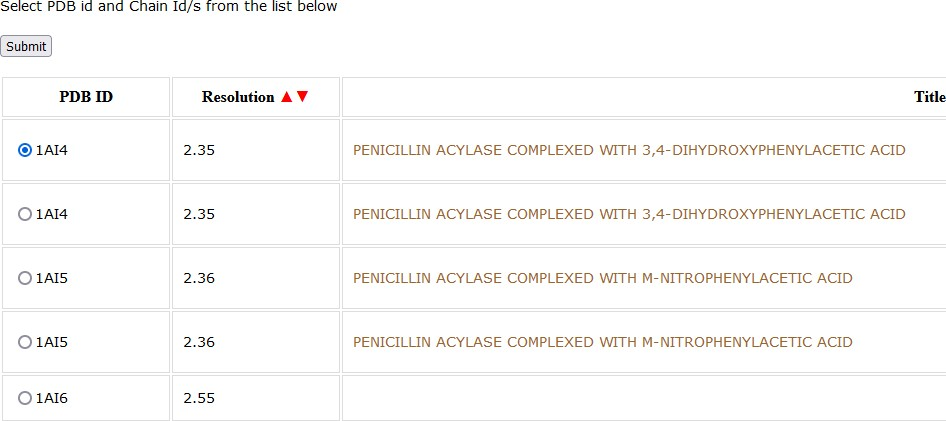 Select PDB id and Chain Id/s from the list below
Submit
PDB ID Resolution ▲▼ Title
1AI4 2.35 PENICILLIN ACYLASE COMPLEXED WITH 3,4-DIHYDROXYPHENYLACETIC ACID
1AI4 2.35 PENICILLIN ACYLASE COMPLEXED WITH 3,4-DIHYDROXYPHENYLACETIC ACID
1AI5 2.36 PENICILLIN ACYLASE COMPLEXED WITH M-NITROPHENYLACETIC ACID
1AI5 2.36 PENICILLIN ACYLASE COMPLEXED WITH M-NITROPHENYLACETIC ACID
1AI6 2.55